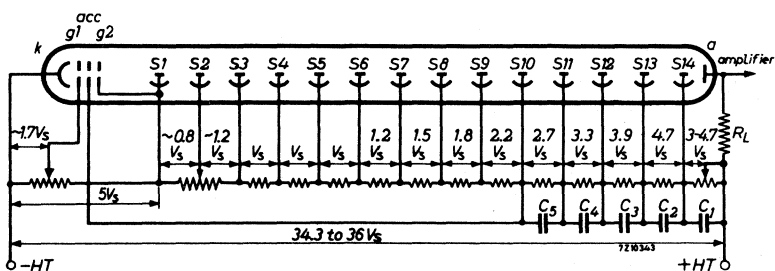 acc
g1 g2
k
S1 S2 S3 S4 S5 S6 S7 S8 S9 S10 S11 S12 S13 S14
a
amplifier
~1.7Vs
~0.8 Vs
~1.2 Vs
Vs
Vs
Vs
1.2 Vs
1.5 Vs
1.8 Vs
2.2 Vs
2.7 Vs
3.3 Vs
3.9 Vs
4.7 Vs
3-4.7 Vs
RL
5Vs
C5 C4 C3 C2 C1
34.3 to 36Vs
7Z10343
-HT
+HT